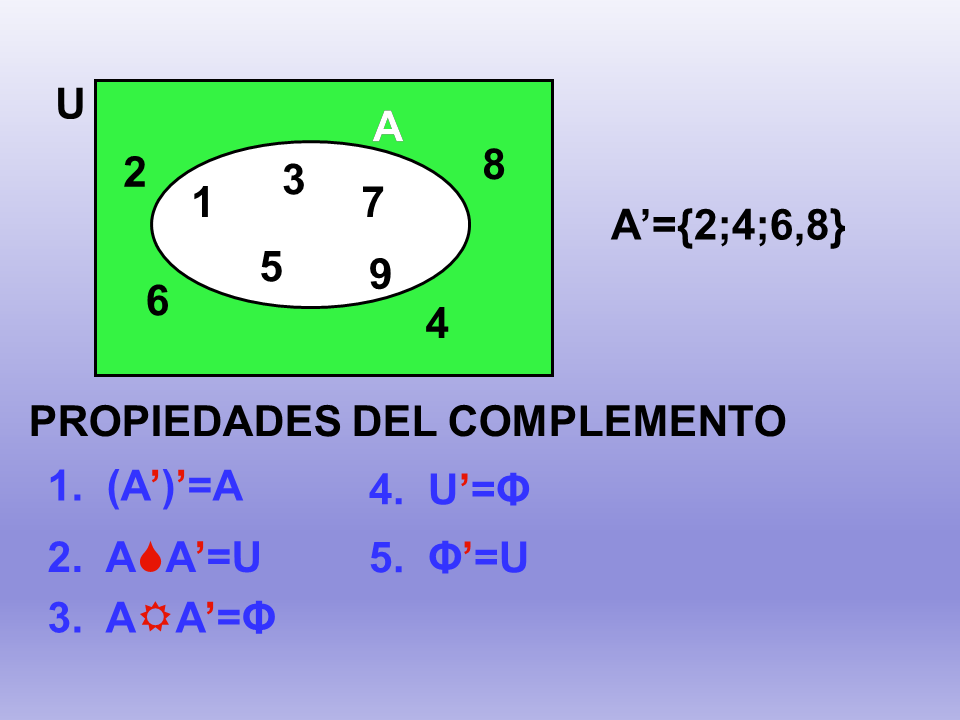 U
A
2
8
3
1
7
A’={2;4;6,8}
5
9
6
4
PROPIEDADES DEL COMPLEMENTO
1. (A’)’=A
2. A💧A’=U
3. A☼A’=Φ
4. U’=Φ
5. Φ’=U